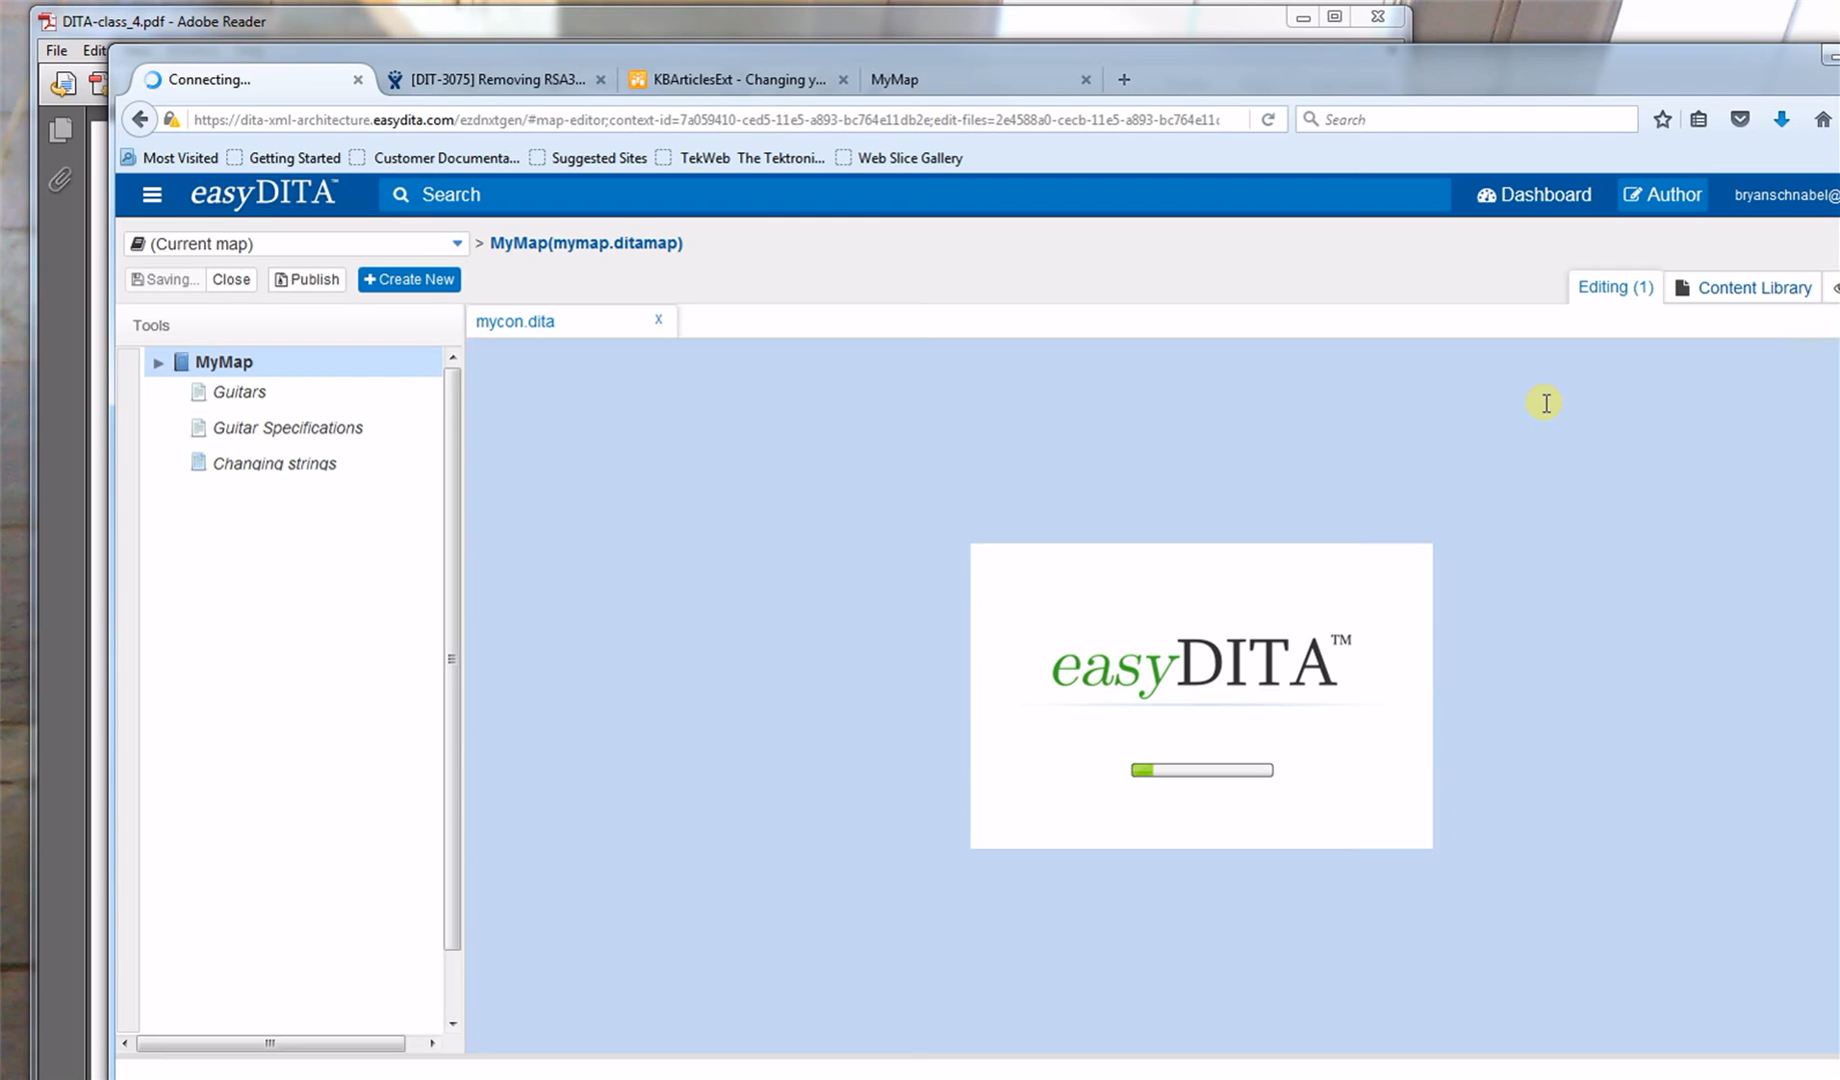 DITA-class_4.pdf - Adobe Reader
File
Connecting...
[DIT-3075] Removing RSA3...
KBArticlesExt - Changing y...
MyMap
https://dita-xml-architecture.easydita.com/ezdnxtgen/#map-editor;context-id=7a059410-ced5-11e5-a893-bc764e11db2e;edit-files=2e4588a0-cecb-11e5-a893-bc764e11c
Search
Most Visited Getting Started Customer Documenta... Suggested Sites TekWeb The Tektroni... Web Slice Gallery
easyDITA™ Search Dashboard Author bryanschnabel@
(Current map) > MyMap(mymap.ditamap)
Saving... Close Publish + Create New
Editing (1) Content Library
Tools
mycon.dita X
MyMap
Guitars
Guitar Specifications
Changing strings
easyDITA™